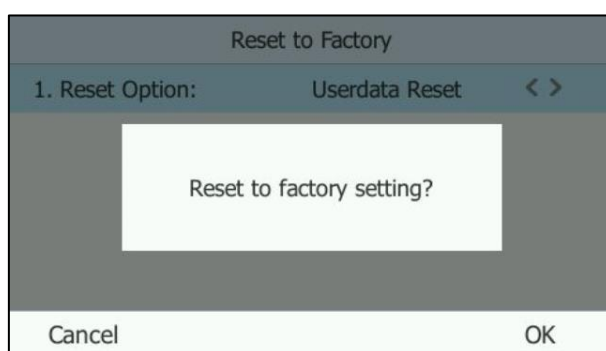 Reset to Factory
1. Reset Option: Userdata Reset < >
Reset to factory setting?
Cancel OK